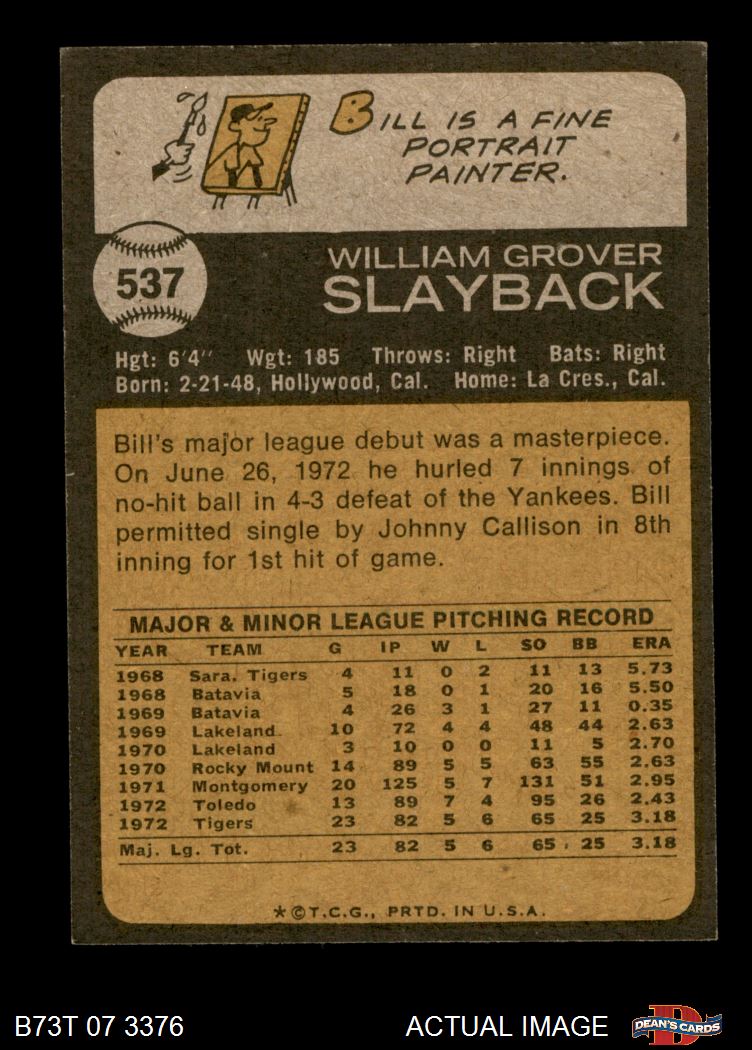 BILL IS A FINE
PORTRAIT
PAINTER.
537
WILLIAM GROVER
SLAYBACK
Hgt: 6'4" Wgt: 185 Throws: Right Bats: Right
Born: 2-21-48, Hollywood, Cal. Home: La Cres., Cal.
Bill's major league debut was a masterpiece.
On June 26, 1972 he hurled 7 innings of
no-hit ball in 4-3 defeat of the Yankees. Bill
permitted single by Johnny Callison in 8th
inning for 1st hit of game.
MAJOR & MINOR LEAGUE PITCHING RECORD
YEAR TEAM G IP W L SO BB ERA
1968 Sara. Tigers 4 11 0 2 11 13 5.73
1968 Batavia 5 18 0 1 20 16 5.50
1969 Batavia 4 26 3 1 27 11 0.35
1969 Lakeland 10 72 4 4 48 44 2.63
1970 Lakeland 3 10 0 0 11 5 2.70
1970 Rocky Mount 14 89 5 5 63 55 2.63
1971 Montgomery 20 125 5 7 131 51 2.95
1972 Toledo 13 89 7 4 95 26 2.43
1972 Tigers 23 82 5 6 65 25 3.18
Maj. Lg. Tot. 23 82 5 6 65 25 3.18
*©T.C.G., PRTD. IN U.S.A.
B73T 07 3376 ACTUAL IMAGE DEAN'S CARDS